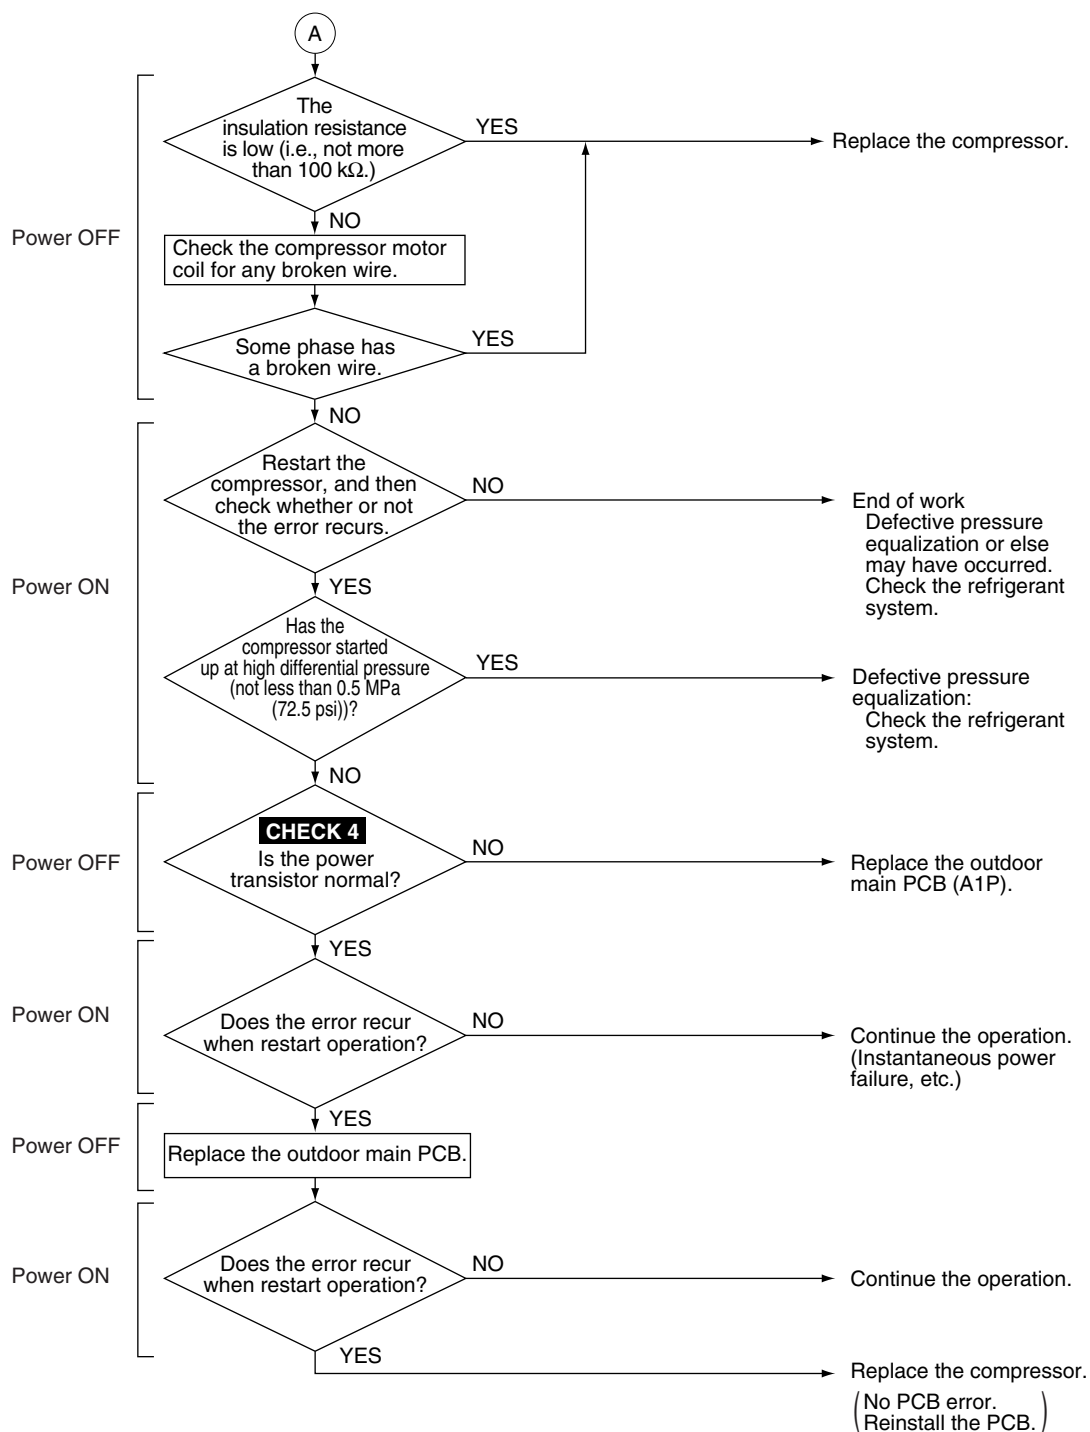 A
The
insulation resistance
is low (i.e., not more
than 100 kΩ.)
YES
Replace the compressor.
Power OFF
NO
Check the compressor motor
coil for any broken wire.
Some phase has
a broken wire.
YES
NO
Restart the
compressor, and then
check whether or not
the error recurs.
NO
End of work
Defective pressure
equalization or else
may have occurred.
Check the refrigerant
system.
Power ON
YES
Has the
compressor started
up at high differential pressure
(not less than 0.5 MPa
(72.5 psi))?
YES
Defective pressure
equalization:
Check the refrigerant
system.
NO
CHECK 4
Is the power
transistor normal?
Power OFF
NO
Replace the outdoor
main PCB (A1P).
YES
Power ON
Does the error recur
when restart operation?
NO
Continue the operation.
(Instantaneous power
failure, etc.)
YES
Power OFF
Replace the outdoor main PCB.
Power ON
Does the error recur
when restart operation?
NO
Continue the operation.
YES
Replace the compressor.
(No PCB error.
Reinstall the PCB.)